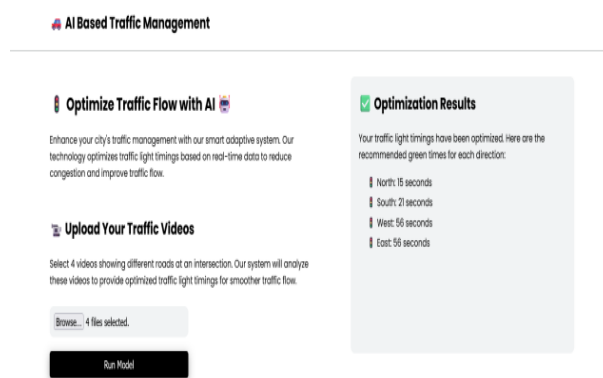 🚗 AI Based Traffic Management
🚦 Optimize Traffic Flow with AI 🤖
Enhance your city's traffic management with our smart adaptive system. Our
technology optimizes traffic light timings based on real-time data to reduce
congestion and improve traffic flow.
Upload Your Traffic Videos
Select 4 videos showing different roads at an intersection. Our system will analyze
these videos to provide optimized traffic light timings for smoother traffic flow.
Browse... 4 files selected.
Run Model
✅ Optimization Results
Your traffic light timings have been optimized. Here are the
recommended green times for each direction:
🚦 North: 15 seconds
🚦 South: 21 seconds
🚦 West: 56 seconds
🚦 East: 56 seconds